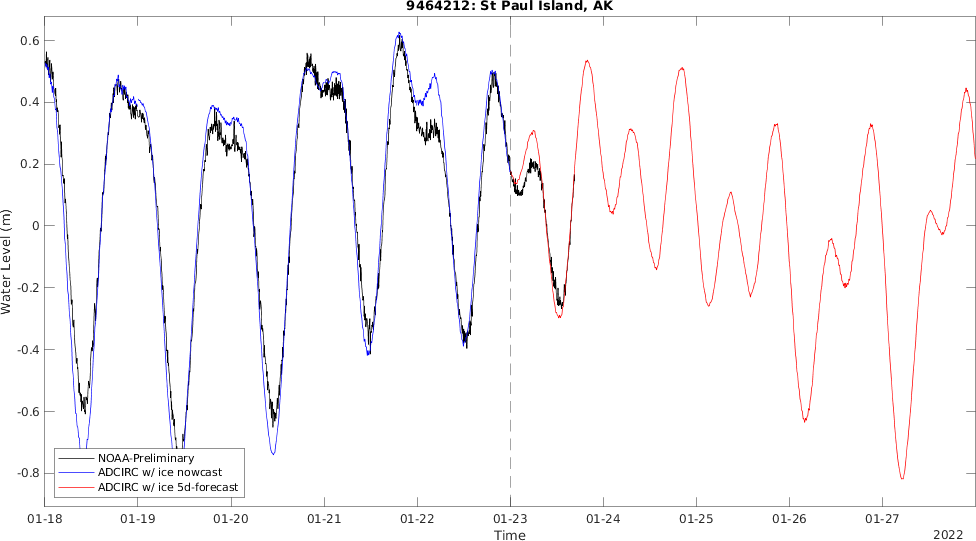 9464212: St Paul Island, AK
Water Level (m)
0.6
0.4
0.2
0
-0.2
-0.4
-0.6
-0.8
NOAA-Preliminary
ADCIRC w/ ice nowcast
ADCIRC w/ ice 5d-forecast
01-18 01-19 01-20 01-21 01-22 01-23 01-24 01-25 01-26 01-27
Time
2022